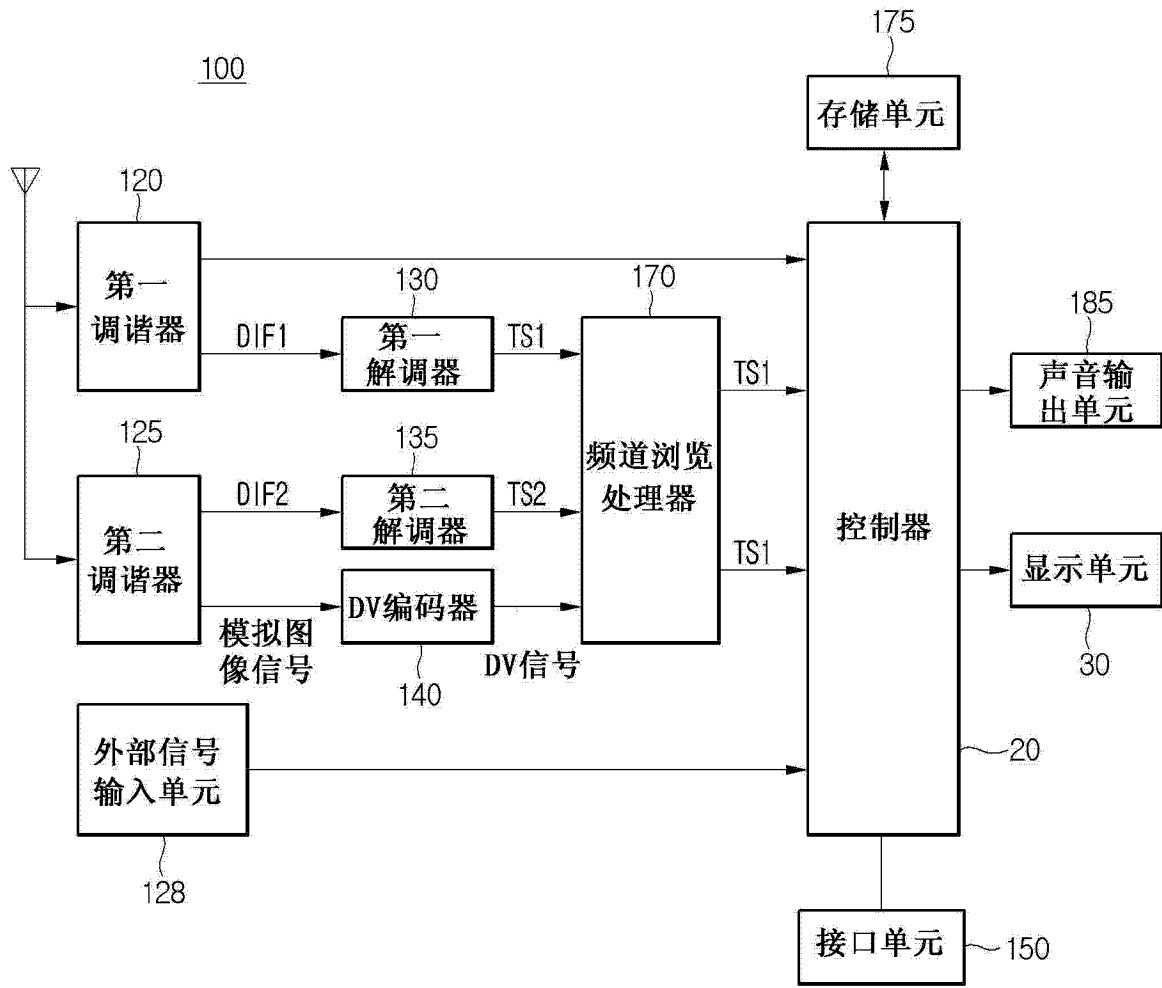 175
100
存储单元
120
第一
调谐器
130
170
DIF1
第一
解调器
TS1
TS1
185
声音输
出单元
125
135
频道浏览
处理器
DIF2
第二
解调器
TS2
控制器
第二
调谐器
TS1
显示单元
DV编码器
模拟图
像信号
140
DV信号
30
外部信号
输入单元
20
128
接口单元
150